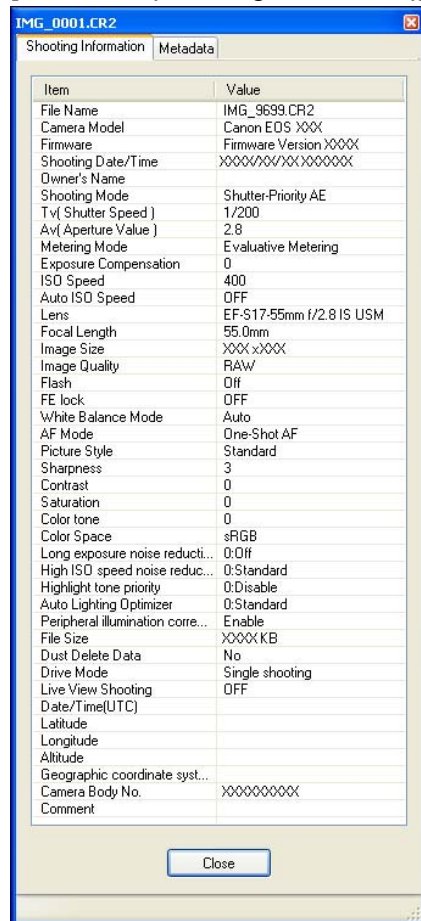 IMG_0001.CR2
Shooting Information Metadata
Item Value
File Name IMG_9699.CR2
Camera Model Canon EOS XXX
Firmware Firmware Version XXXX
Shooting Date/Time XXXX/XX/XX XXXXXX
Owner's Name
Shooting Mode Shutter-Priority AE
Tv( Shutter Speed ) 1/200
Av( Aperture Value ) 2.8
Metering Mode Evaluative Metering
Exposure Compensation 0
ISO Speed 400
Auto ISO Speed OFF
Lens EF-S17-55mm f/2.8 IS USM
Focal Length 55.0mm
Image Size XXX xXXX
Image Quality RAW
Flash Off
FE lock OFF
White Balance Mode Auto
AF Mode One-Shot AF
Picture Style Standard
Sharpness 3
Contrast 0
Saturation 0
Color tone 0
Color Space sRGB
Long exposure noise reducti... 0:Off
High ISO speed noise reduc... 0:Standard
Highlight tone priority 0:Disable
Auto Lighting Optimizer 0:Standard
Peripheral illumination corre... Enable
File Size XXXX KB
Dust Delete Data No
Drive Mode Single shooting
Live View Shooting OFF
Date/Time(UTC)
Latitude
Longitude
Altitude
Geographic coordinate syst...
Camera Body No. XXXXXXXXXX
Comment
Close